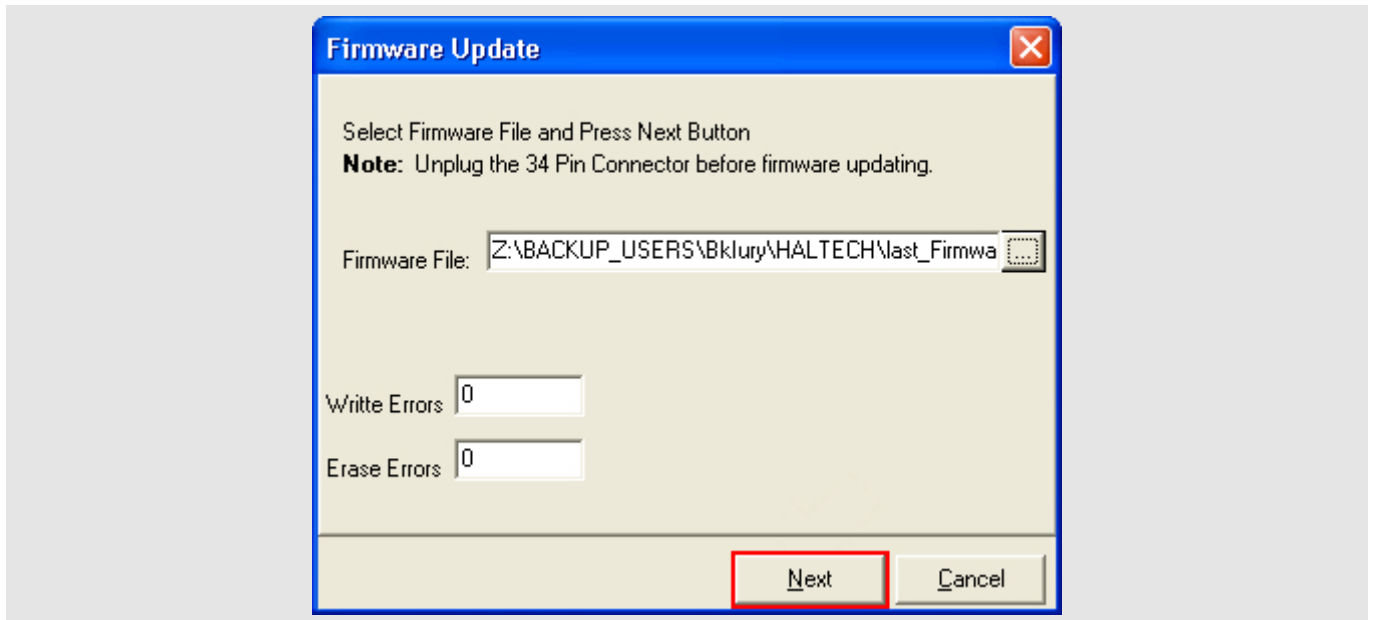 Firmware Update
Select Firmware File and Press Next Button
Note: Unplug the 34 Pin Connector before firmware updating.
Firmware File: Z:\BACKUP_USERS\Bklury\HALTECH\last_Firmwa ...
Writte Errors 0
Erase Errors 0
Next Cancel